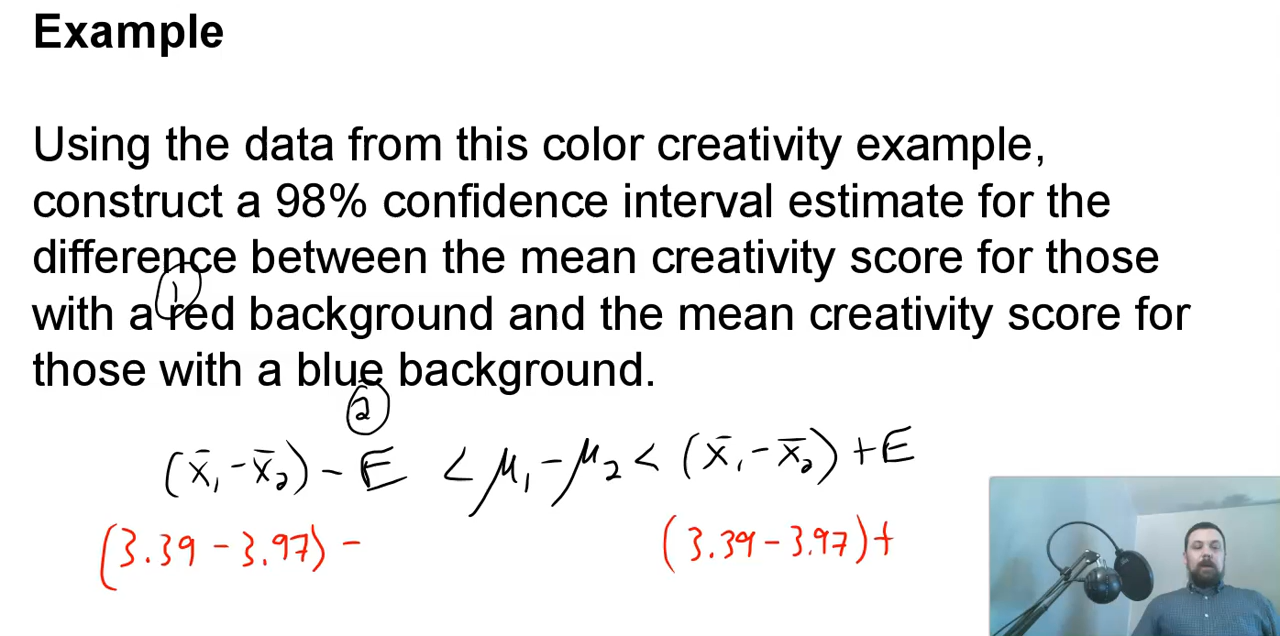 Example
Using the data from this color creativity example,
construct a 98% confidence interval estimate for the
difference between the mean creativity score for those
①
with a red background and the mean creativity score for
those with a blue background.
②
(x̄₁ - x̄₂) - E < μ₁ - μ₂ < (x̄₁ - x̄₂) + E
(3.39 - 3.97) - (3.39 - 3.97) +